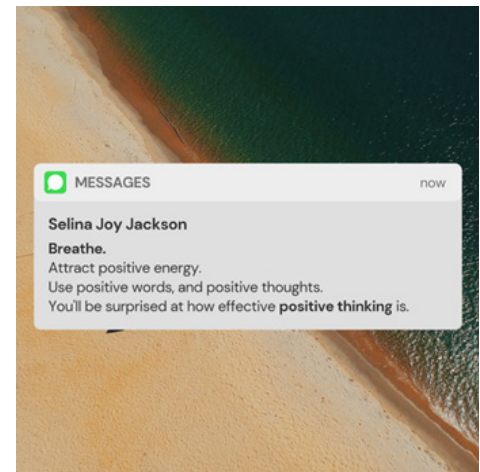 MESSAGES now
Selina Joy Jackson
Breathe.
Attract positive energy.
Use positive words, and positive thoughts.
You'll be surprised at how effective positive thinking is.